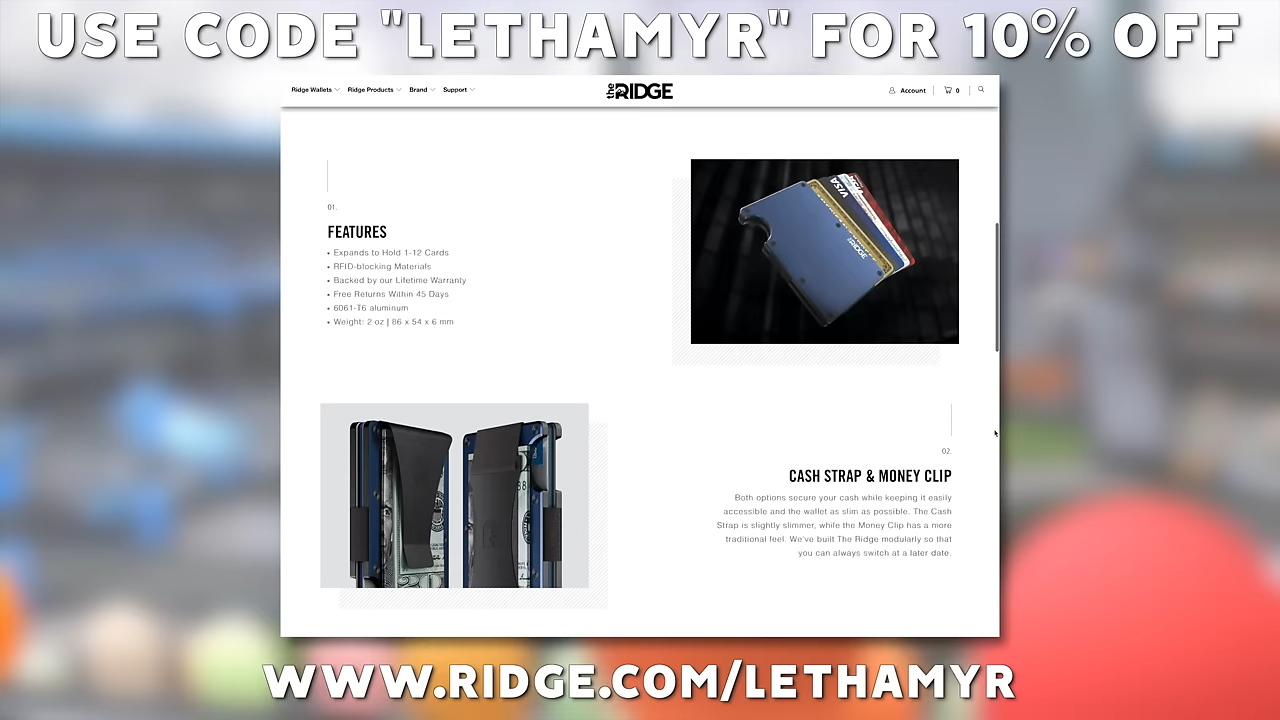 USE CODE "LETHAMYR" FOR 10% OFF
Ridge Wallets Ridge Products Brand Support
the RIDGE
Account 0
01.
FEATURES
• Expands to Hold 1-12 Cards
• RFID-blocking Materials
• Backed by our Lifetime Warranty
• Free Returns Within 45 Days
• 6061-T6 aluminum
• Weight: 2 oz | 86 x 54 x 6 mm
VISA
RIDGE
02.
CASH STRAP & MONEY CLIP
Both options secure your cash while keeping it easily
accessible and the wallet as slim as possible. The Cash
Strap is slightly slimmer, while the Money Clip has a more
traditional feel. We've built The Ridge modularly so that
you can always switch at a later date.
WWW.RIDGE.COM/LETHAMYR